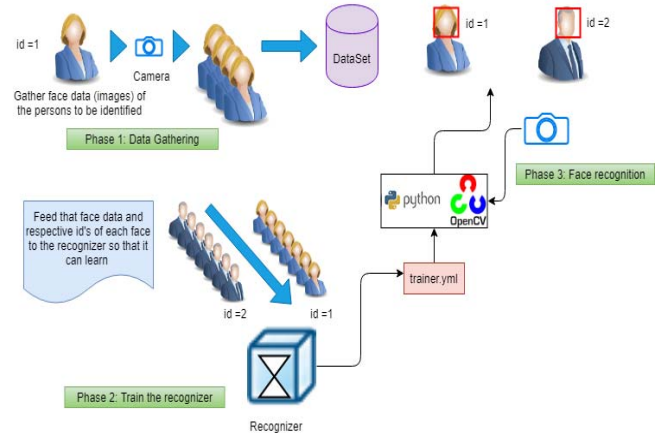 id =1
Camera
Gather face data (images) of
the persons to be identified
Phase 1: Data Gathering
DataSet
id =1
id =2
Phase 3: Face recognition
python
OpenCV
Feed that face data and
respective id's of each face
to the recognizer so that it
can learn
id =2
id =1
trainer.yml
Phase 2: Train the recognizer
Recognizer